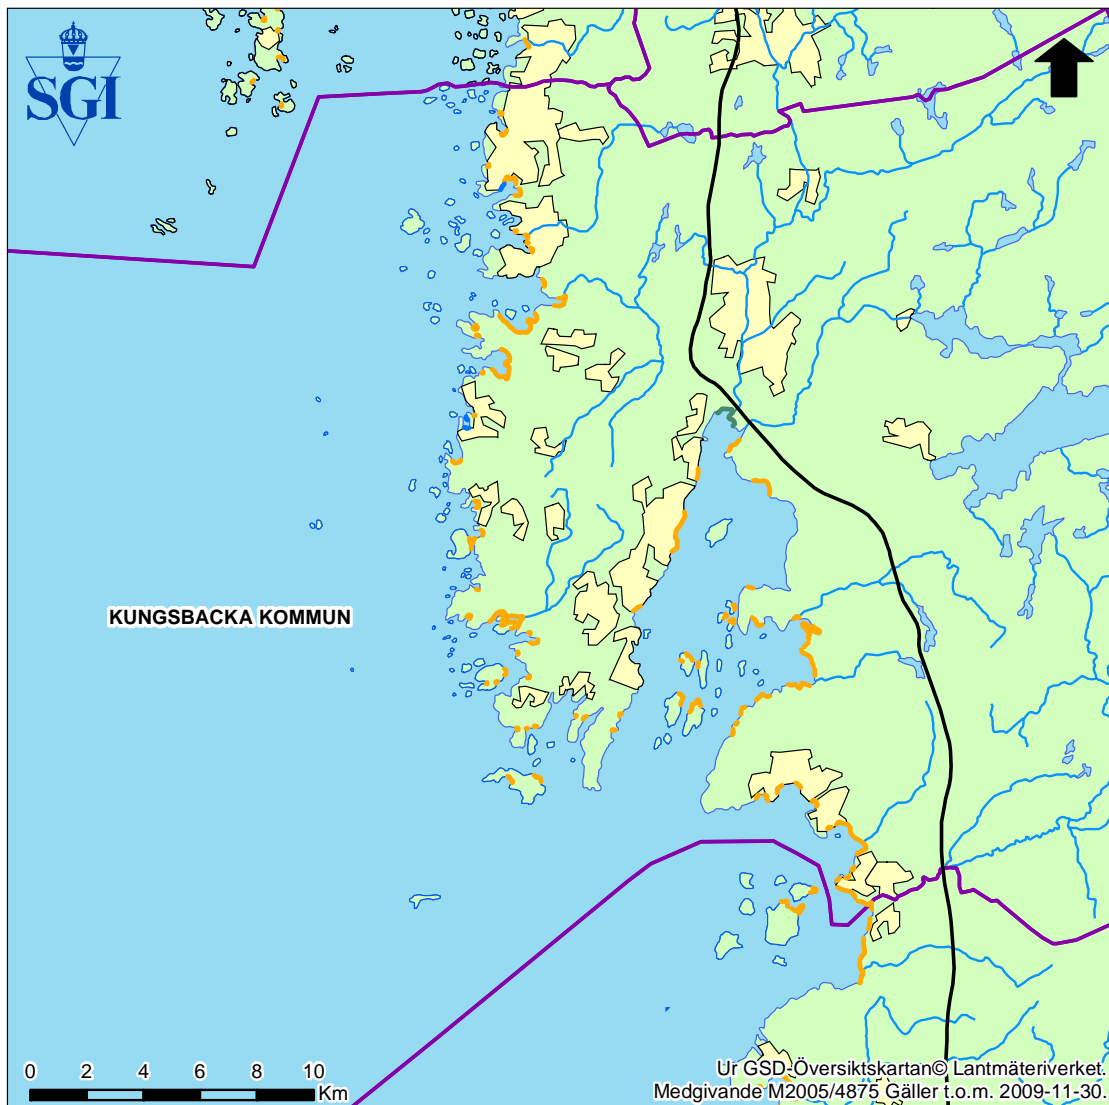 SGI
KUNGSBACKA KOMMUN
0 2 4 6 8 10
Km
Ur GSD-Översiktskartan© Lantmäteriverket.
Medgivande M2005/4875 Gäller t.o.m. 2009-11-30.